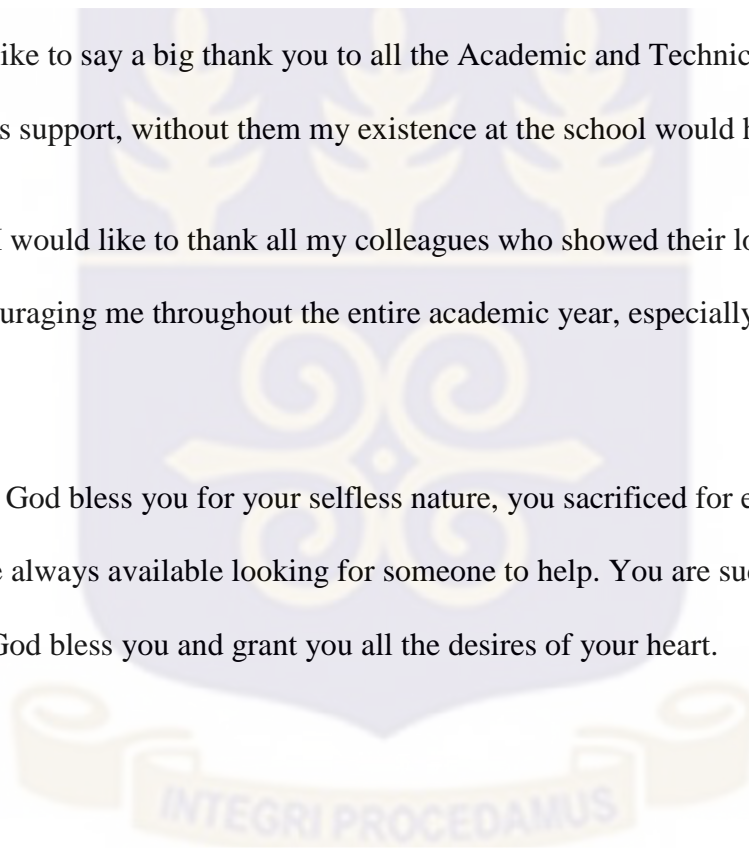 ike to say a big thank you to all the Academic and Technic
s support, without them my existence at the school would
I would like to thank all my colleagues who showed their
uraging me throughout the entire academic year, especially
God bless you for your selfless nature, you sacrificed for
always available looking for someone to help. You are
God bless you and grant you all the desires of your heart.
INTEGRI PROCEDAMUS